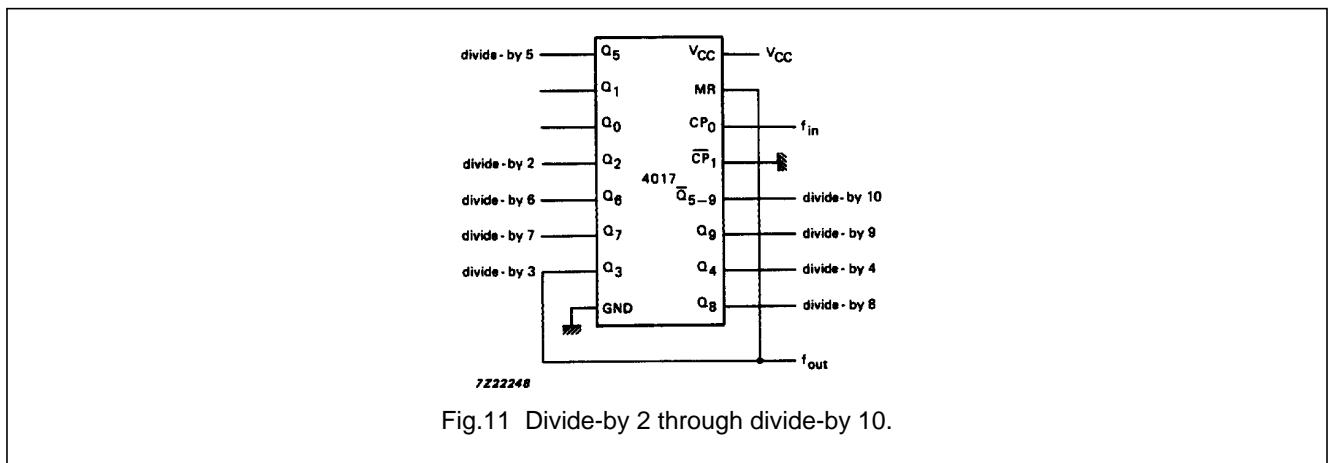 divide-by 5
Q5
VCC
VCC
Q1
MR
Q0
CP0
fin
divide-by 2
Q2
CP1
4017
divide-by 6
Q6
Q5–9
divide-by 10
divide-by 7
Q7
Q9
divide-by 9
divide-by 3
Q3
Q4
divide-by 4
GND
Q8
divide-by 8
fout
7Z22248
Fig.11 Divide-by 2 through divide-by 10.